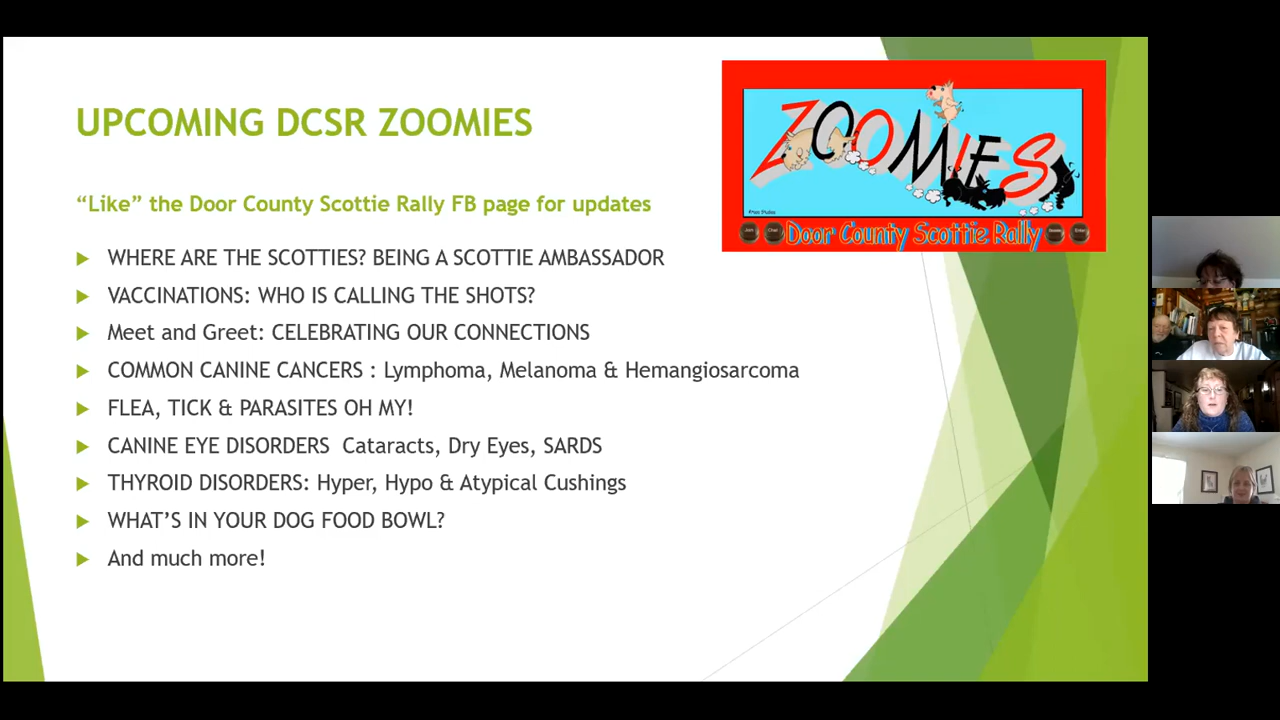 UPCOMING DCSR ZOOMIES
ZOOMIES
Door County Scottie Rally
“Like” the Door County Scottie Rally FB page for updates
WHERE ARE THE SCOTTIES? BEING A SCOTTIE AMBASSADOR
VACCINATIONS: WHO IS CALLING THE SHOTS?
Meet and Greet: CELEBRATING OUR CONNECTIONS
COMMON CANINE CANCERS : Lymphoma, Melanoma & Hemangiosarcoma
FLEA, TICK & PARASITES OH MY!
CANINE EYE DISORDERS Cataracts, Dry Eyes, SARDS
THYROID DISORDERS: Hyper, Hypo & Atypical Cushings
WHAT’S IN YOUR DOG FOOD BOWL?
And much more!